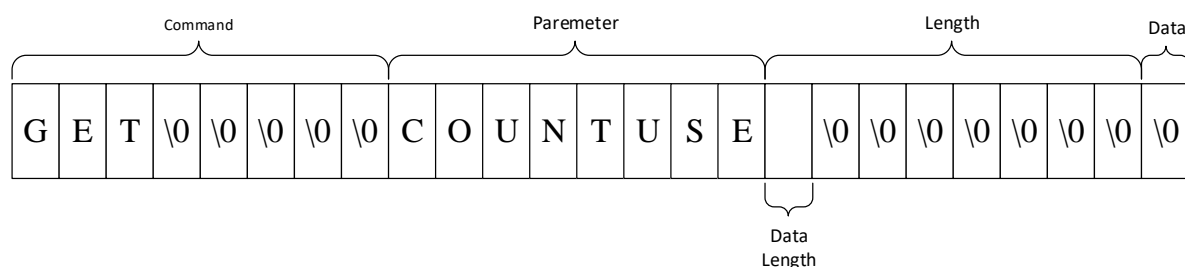 Command Paremeter Length Data
G E T \0 \0 \0 \0 \0 C O U N T U S E \0 \0 \0 \0 \0 \0 \0 \0
Data
Length